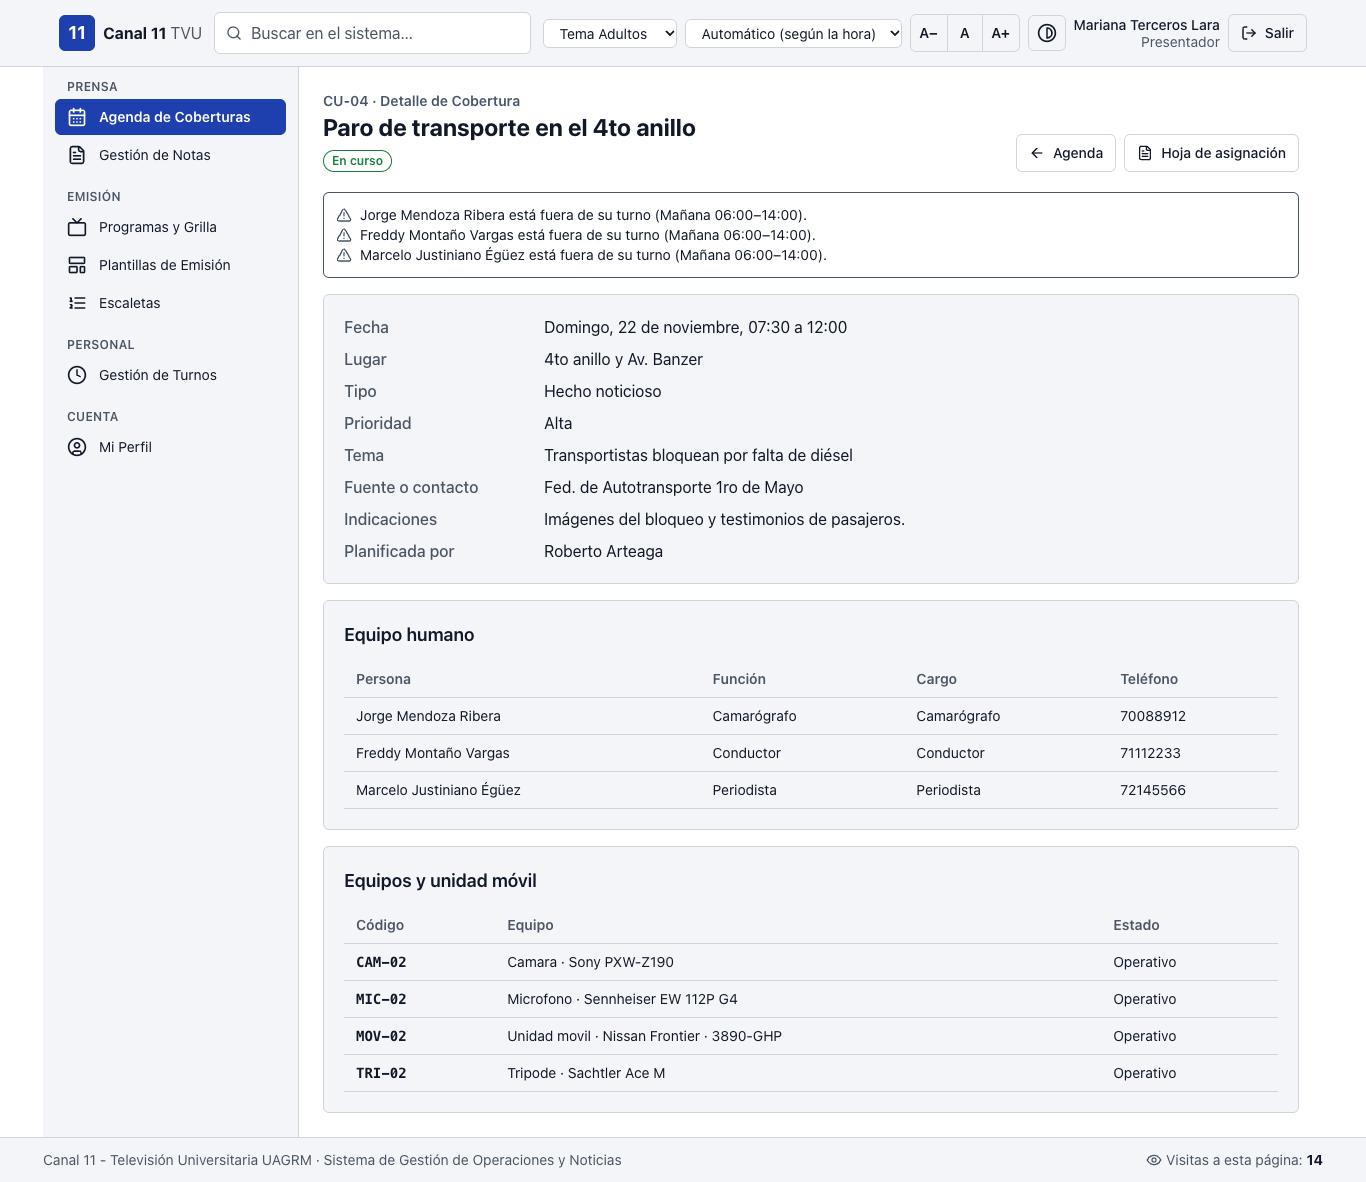 11 Canal 11 TVU
Buscar en el sistema...
Tema Adultos
Automático (según la hora)
A−
A
A+
Mariana Terceros Lara
Presentador
Salir
PRENSA
Agenda de Coberturas
Gestión de Notas
EMISIÓN
Programas y Grilla
Plantillas de Emisión
Escaletas
PERSONAL
Gestión de Turnos
CUENTA
Mi Perfil
CU-04 · Detalle de Cobertura
Paro de transporte en el 4to anillo
En curso
Agenda
Hoja de asignación
Jorge Mendoza Ribera está fuera de su turno (Mañana 06:00–14:00).
Freddy Montaño Vargas está fuera de su turno (Mañana 06:00–14:00).
Marcelo Justiniano Égüez está fuera de su turno (Mañana 06:00–14:00).
Fecha Domingo, 22 de noviembre, 07:30 a 12:00
Lugar 4to anillo y Av. Banzer
Tipo Hecho noticioso
Prioridad Alta
Tema Transportistas bloquean por falta de diésel
Fuente o contacto Fed. de Autotransporte 1ro de Mayo
Indicaciones Imágenes del bloqueo y testimonios de pasajeros.
Planificada por Roberto Arteaga
Equipo humano
Persona Función Cargo Teléfono
Jorge Mendoza Ribera Camarógrafo Camarógrafo 70088912
Freddy Montaño Vargas Conductor Conductor 71112233
Marcelo Justiniano Égüez Periodista Periodista 72145566
Equipos y unidad móvil
Código Equipo Estado
CAM-02 Camara · Sony PXW-Z190 Operativo
MIC-02 Microfono · Sennheiser EW 112P G4 Operativo
MOV-02 Unidad movil · Nissan Frontier · 3890-GHP Operativo
TRI-02 Tripode · Sachtler Ace M Operativo
Canal 11 - Televisión Universitaria UAGRM · Sistema de Gestión de Operaciones y Noticias
Visitas a esta página: 14